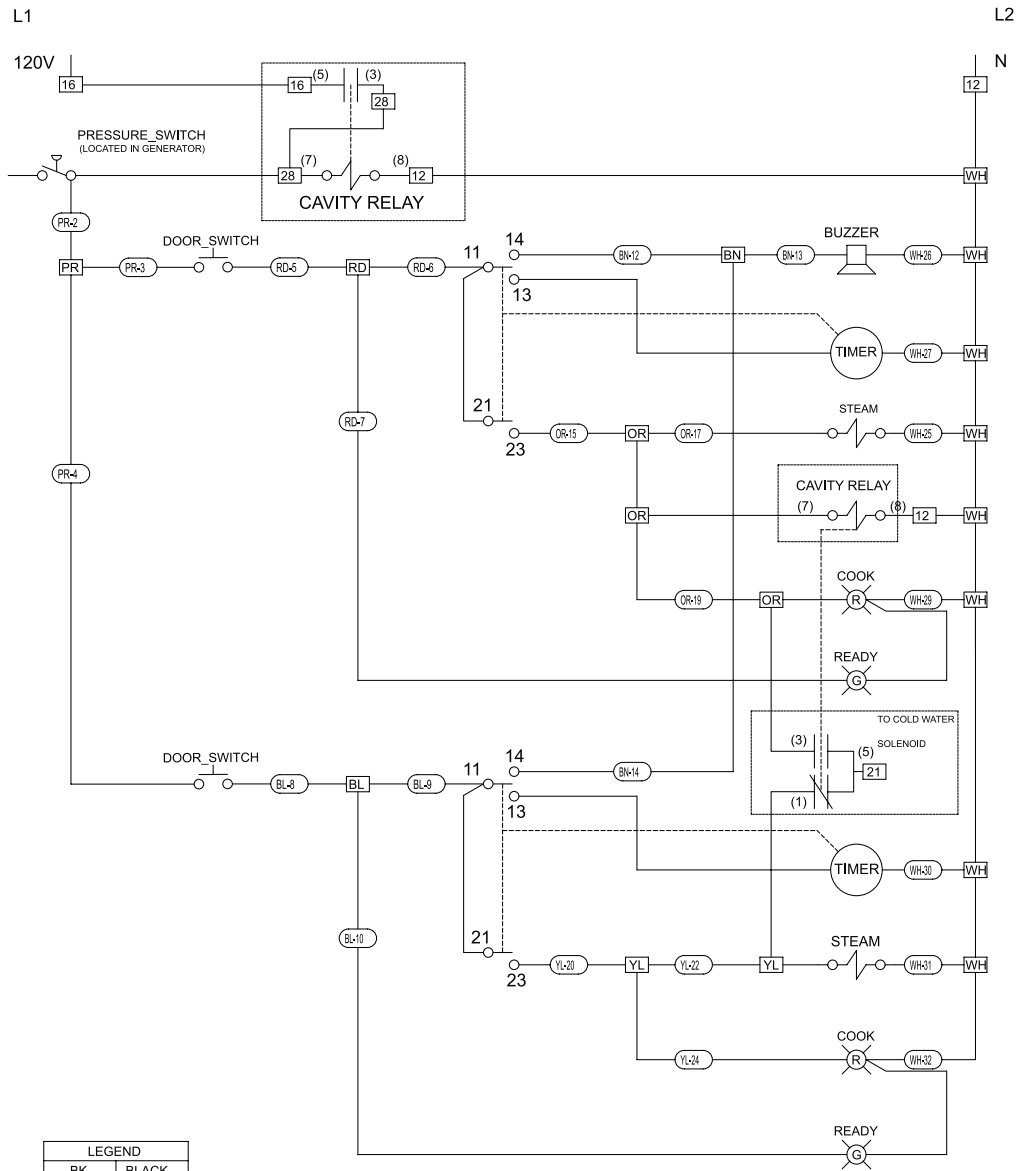 L1
L2
120V
N
16
16
(5)
(3)
28
12
PRESSURE_SWITCH
(LOCATED IN GENERATOR)
28
(7)
(8)
12
WH
CAVITY RELAY
PR-2
DOOR_SWITCH
BUZZER
PR
PR-3
RD-5
RD
RD-6
11
14
BN-12
BN
BN-13
WH-26
WH
13
TIMER
WH-27
WH
STEAM
RD-7
21
23
OR-15
OR
OR-17
WH-25
WH
PR-4
CAVITY RELAY
OR
(7)
(8)
12
WH
COOK
OR-19
OR
R
WH-29
WH
READY
G
TO COLD WATER
SOLENOID
(3)
(5)
21
(1)
DOOR_SWITCH
BL-8
BL
BL-9
11
14
BN-14
13
TIMER
WH-30
WH
BL-10
21
STEAM
23
YL-20
YL
YL-22
YL
WH-31
WH
COOK
YL-24
R
WH-32
READY
G
LEGEND
BK BLACK